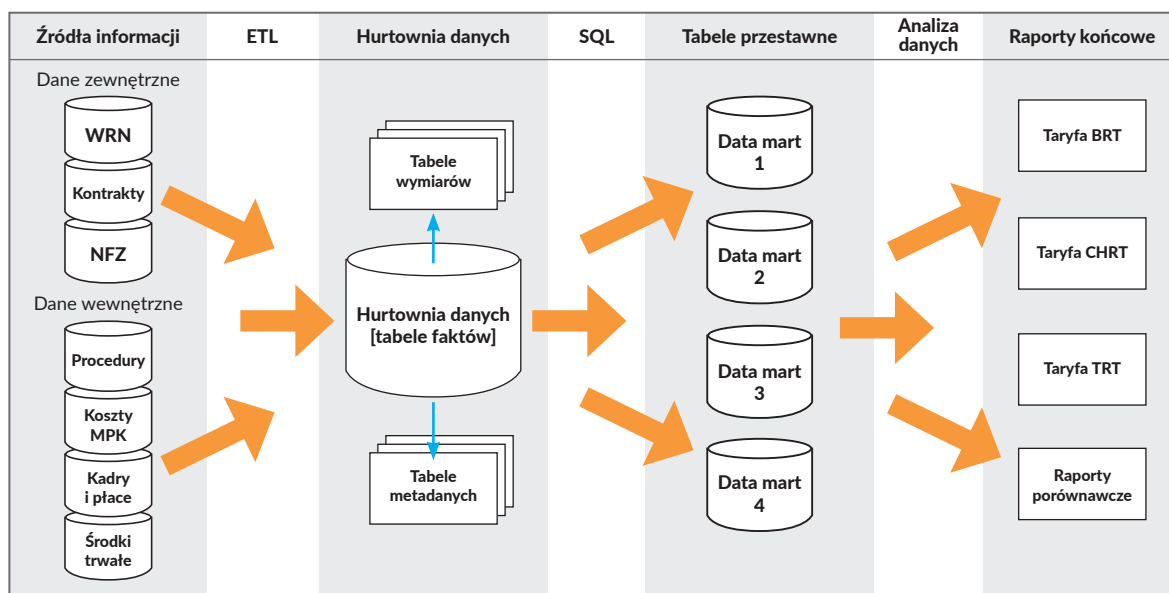 Źródła informacji
ETL
Hurtownia danych
SQL
Tabele przestawne
Analiza
danych
Raporty końcowe
Dane zewnętrzne
WRN
Kontrakty
NFZ
Dane wewnętrzne
Procedury
Koszty
MPK
Kadry
i płace
Środki
trwałe
Tabele
wymiarów
Hurtownia danych
[tabele faktów]
Tabele
metadanych
Data mart
1
Data mart
2
Data mart
3
Data mart
4
Taryfa BRT
Taryfa CHRT
Taryfa TRT
Raporty
porównawcze